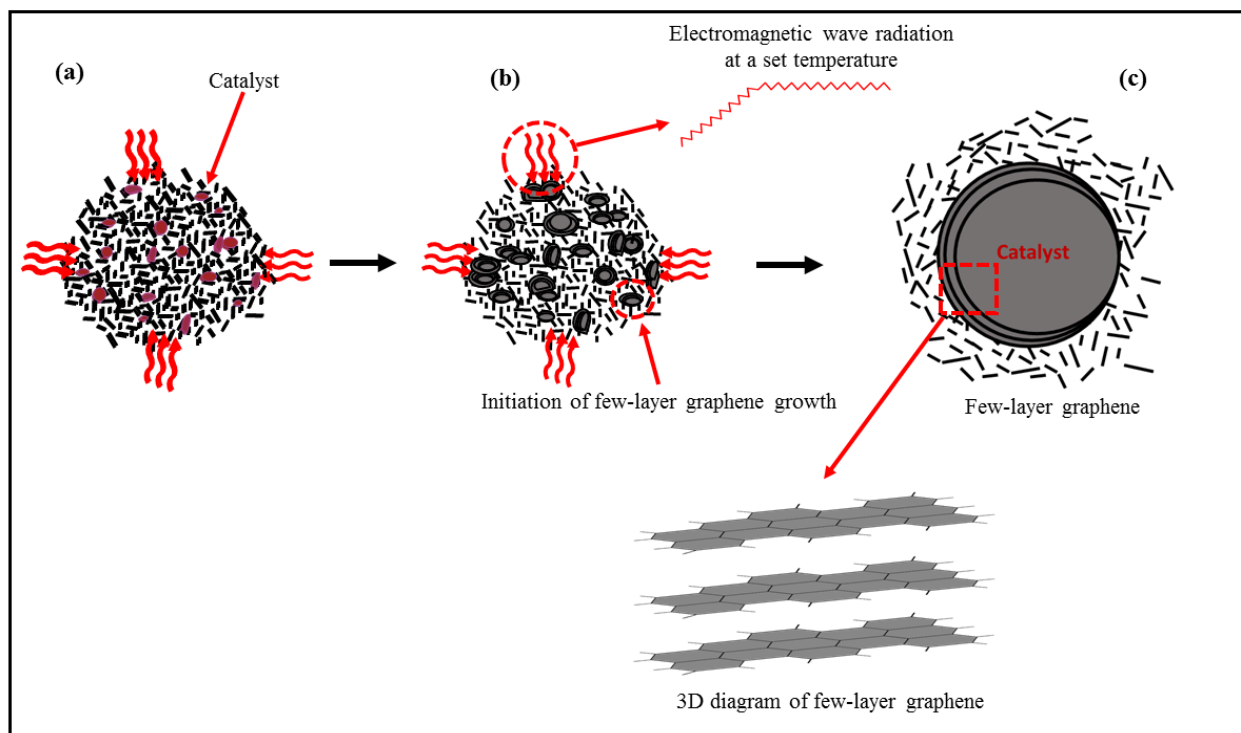 (a)
Catalyst
(b)
Electromagnetic wave radiation
at a set temperature
(c)
Catalyst
Initiation of few-layer graphene growth
Few-layer graphene
3D diagram of few-layer graphene